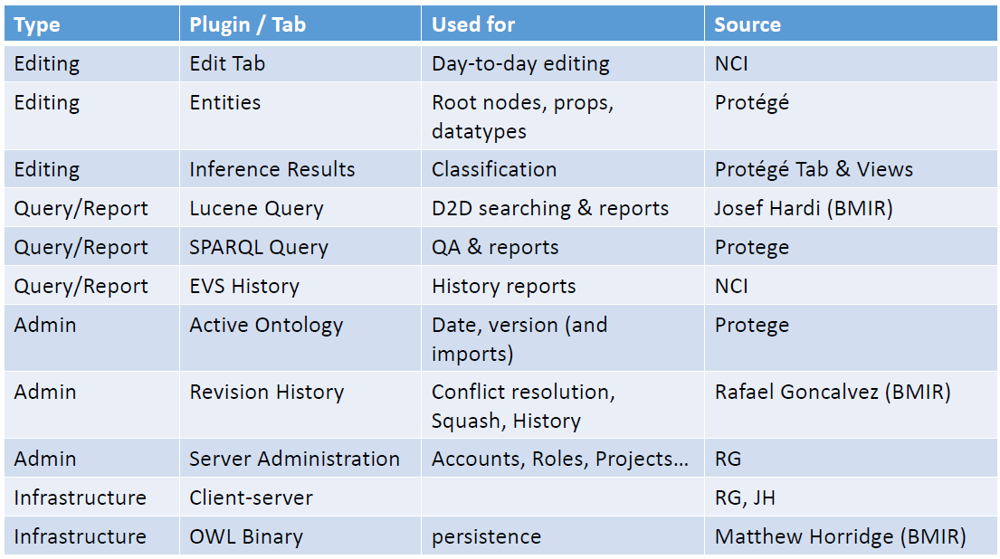 Type Plugin / Tab Used for Source
Editing Edit Tab Day-to-day editing NCI
Editing Entities Root nodes, props, Protégé
datatypes
Editing Inference Results Classification Protégé Tab & Views
Query/Report Lucene Query D2D searching & reports Josef Hardi (BMIR)
Query/Report SPARQL Query QA & reports Protege
Query/Report EVS History History reports NCI
Admin Active Ontology Date, version (and Protege
imports)
Admin Revision History Conflict resolution, Rafael Goncalvez (BMIR)
Squash, History
Admin Server Administration Accounts, Roles, Projects… RG
Infrastructure Client-server RG, JH
Infrastructure OWL Binary persistence Matthew Horridge (BMIR)